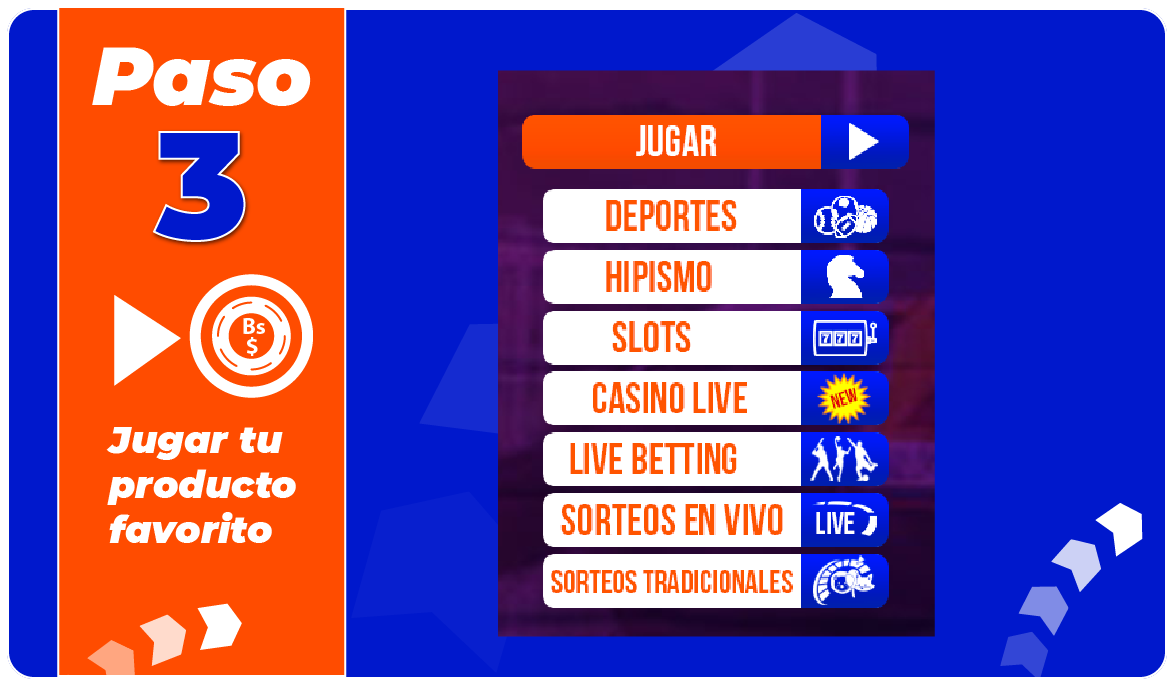 Paso
3
Bs
$
Jugar tu
producto
favorito
JUGAR
DEPORTES
HIPISMO
SLOTS
777
CASINO LIVE
NEW
LIVE BETTING
SORTEOS EN VIVO
LIVE
SORTEOS TRADICIONALES